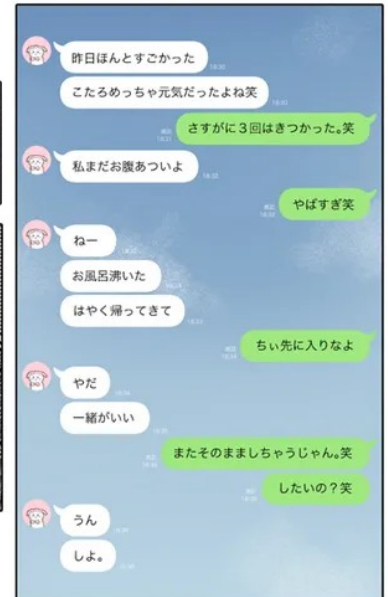 昨日ほんとすごかった
こたろめっちゃ元気だったよね笑
さすがに３回はきつかった。笑
私まだお腹あついよ
やばすぎ笑
ねー
お風呂沸いた
はやく帰ってきて
ちぃ先に入りなよ
やだ
一緒がいい
またそのまましちゃうじゃん。笑
したいの？笑
うん
しよ。